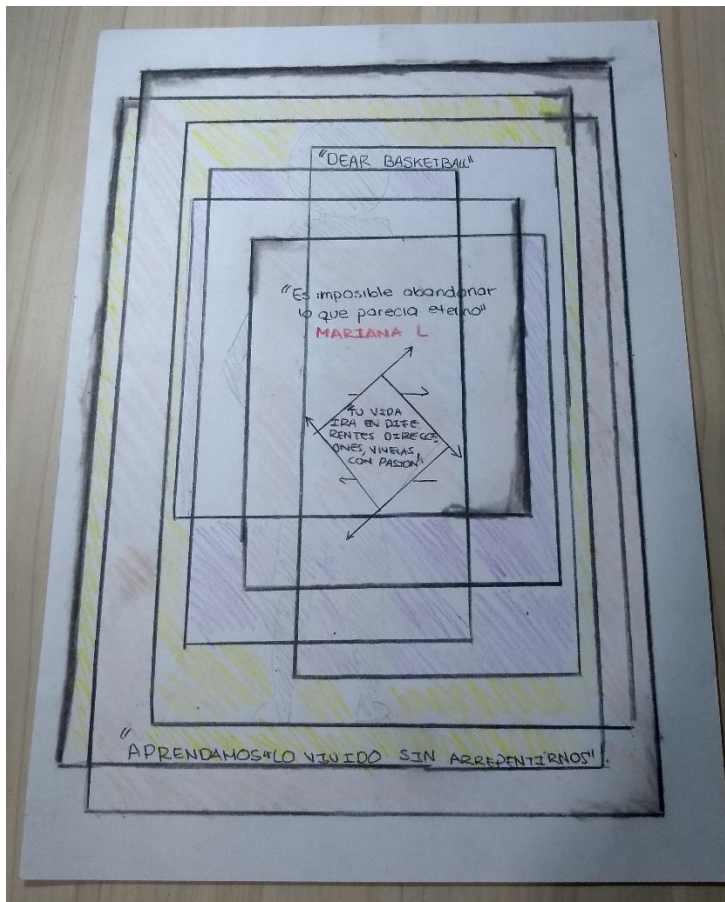 "DEAR BASKETBALL"
"Es imposible abandonar
lo que parecia eterno"
MARIANA L
"TU VIDA
IRA EN DIFE
RENTES DIRECCI
ONES, VIVELAS
CON PASION"
"APRENDAMOS LO VIVIDO SIN ARREPENTIRNOS".